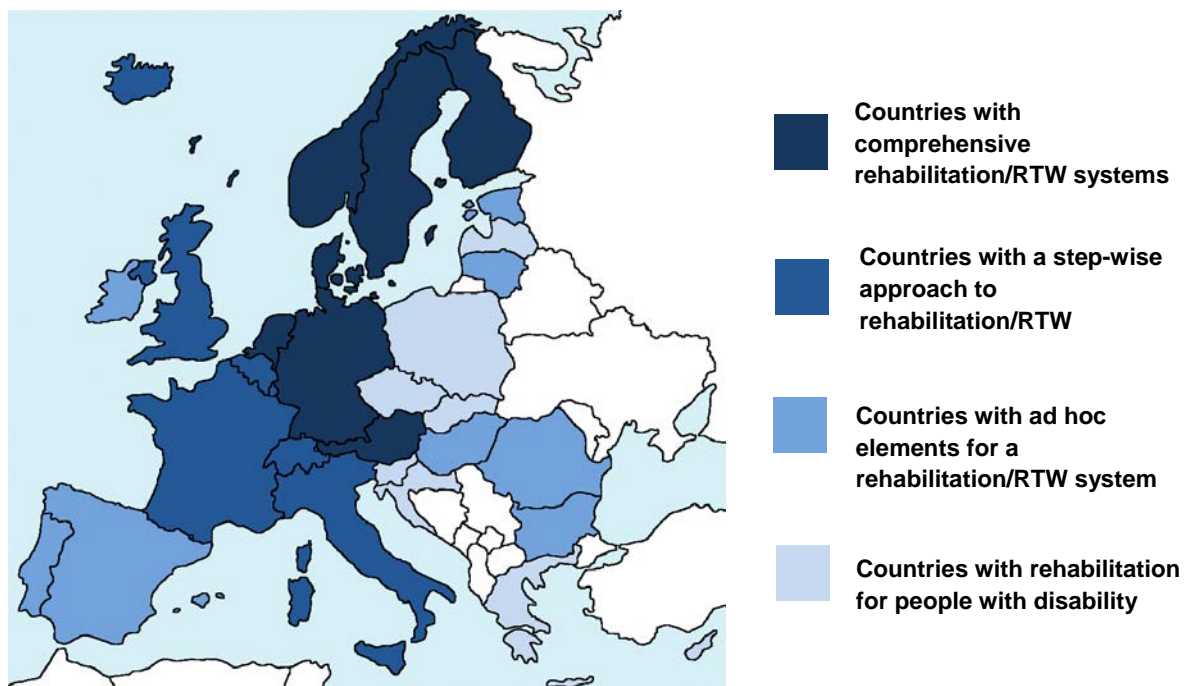 Countries with
comprehensive
rehabilitation/RTW systems
Countries with a step-wise
approach to
rehabilitation/RTW
Countries with ad hoc
elements for a
rehabilitation/RTW system
Countries with rehabilitation
for people with disability